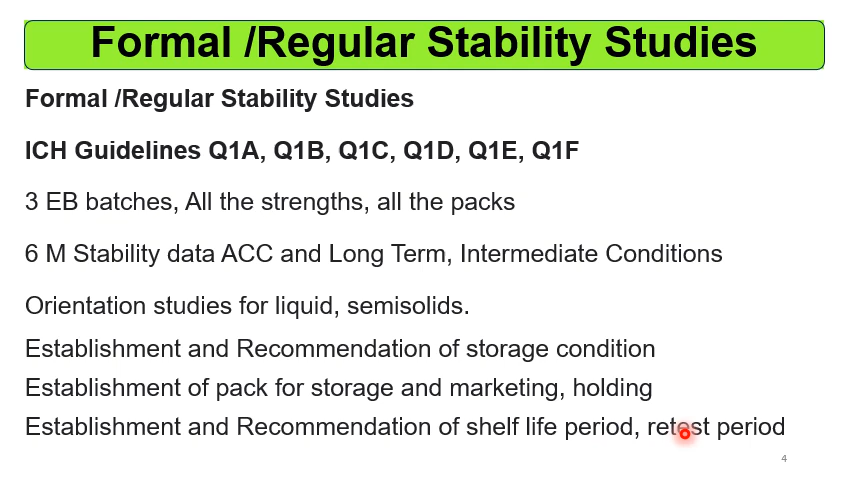 Formal /Regular Stability Studies
Formal /Regular Stability Studies
ICH Guidelines Q1A, Q1B, Q1C, Q1D, Q1E, Q1F
3 EB batches, All the strengths, all the packs
6 M Stability data ACC and Long Term, Intermediate Conditions
Orientation studies for liquid, semisolids.
Establishment and Recommendation of storage condition
Establishment of pack for storage and marketing, holding
Establishment and Recommendation of shelf life period, retest period
4